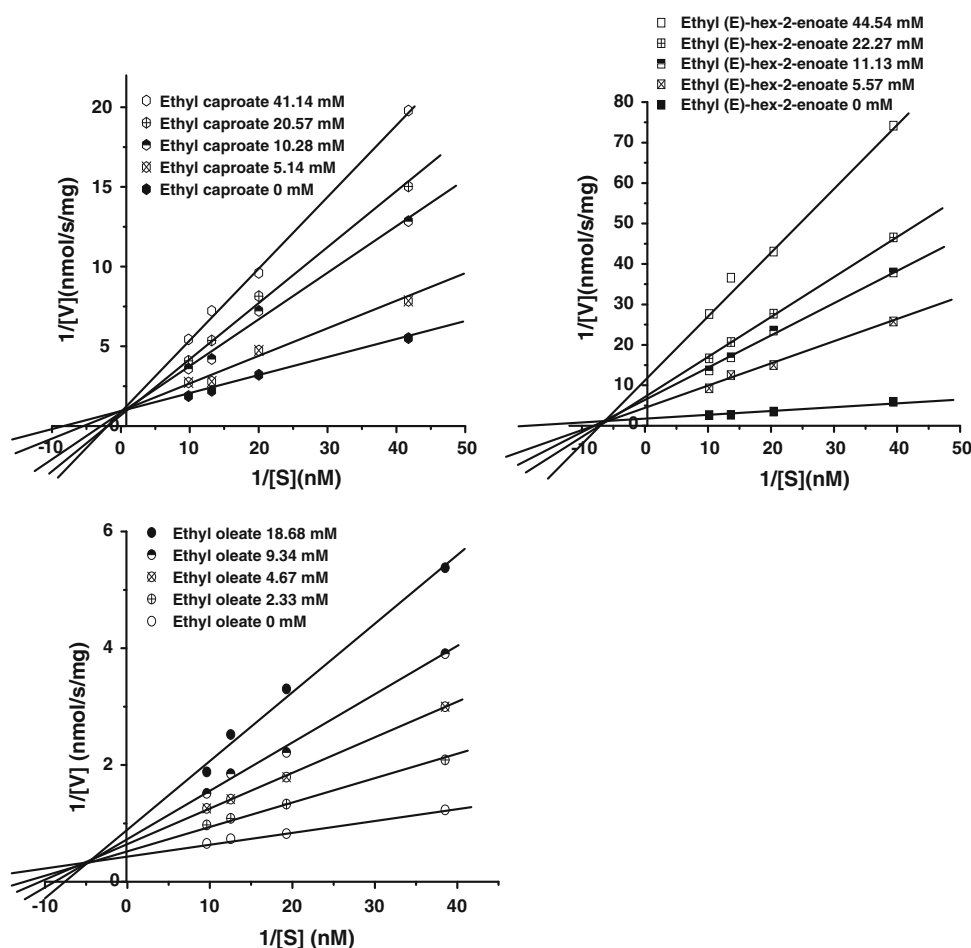 Ethyl caproate 41.14 mM
Ethyl caproate 20.57 mM
Ethyl caproate 10.28 mM
Ethyl caproate 5.14 mM
Ethyl caproate 0 mM
20
15
10
5
0
1/[V](nmol/s/mg)
-10 0 10 20 30 40 50
1/[S](nM)
Ethyl (E)-hex-2-enoate 44.54 mM
Ethyl (E)-hex-2-enoate 22.27 mM
Ethyl (E)-hex-2-enoate 11.13 mM
Ethyl (E)-hex-2-enoate 5.57 mM
Ethyl (E)-hex-2-enoate 0 mM
80
70
60
50
40
30
20
10
0
1/[V](nmol/s/mg)
-10 0 10 20 30 40 50
1/[S](nM)
Ethyl oleate 18.68 mM
Ethyl oleate 9.34 mM
Ethyl oleate 4.67 mM
Ethyl oleate 2.33 mM
Ethyl oleate 0 mM
6
4
2
0
1/[V] (nmol/s/mg)
-10 0 10 20 30 40
1/[S] (nM)